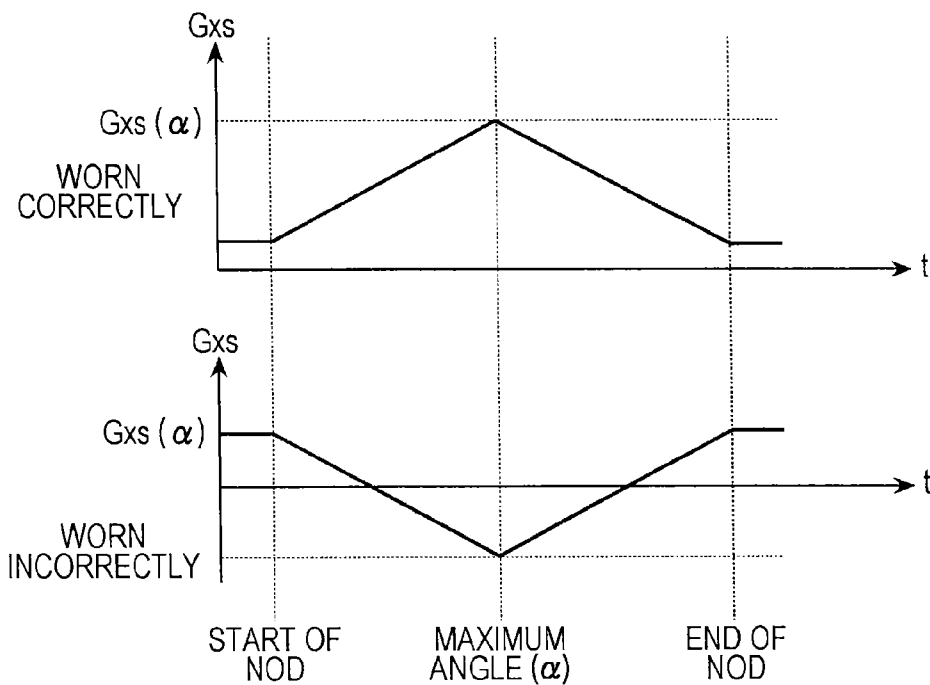 Gxs
Gxs (α)
WORN
CORRECTLY
t
Gxs
Gxs (α)
t
WORN
INCORRECTLY
START OF
NOD
MAXIMUM
ANGLE (α)
END OF
NOD